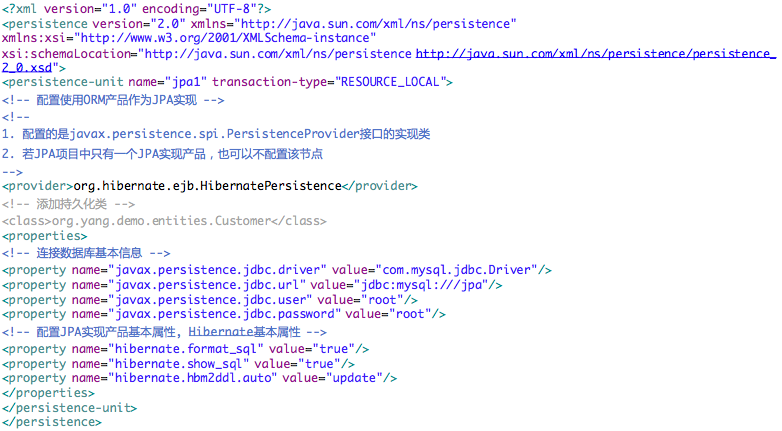 <?xml version="1.0" encoding="UTF-8"?>
<persistence version="2.0" xmlns="http://java.sun.com/xml/ns/persistence"
xmlns:xsi="http://www.w3.org/2001/XMLSchema-instance"
xsi:schemaLocation="http://java.sun.com/xml/ns/persistence http://java.sun.com/xml/ns/persistence/persistence_
2_0.xsd">
<persistence-unit name="jpa1" transaction-type="RESOURCE_LOCAL">
<!-- 配置使用ORM产品作为JPA实现 -->
<!--
1. 配置的是javax.persistence.spi.PersistenceProvider接口的实现类
2. 若JPA项目中只有一个JPA实现产品，也可以不配置该节点
-->
<provider>org.hibernate.ejb.HibernatePersistence</provider>
<!-- 添加持久化类 -->
<class>org.yang.demo.entities.Customer</class>
<properties>
<!-- 连接数据库基本信息 -->
<property name="javax.persistence.jdbc.driver" value="com.mysql.jdbc.Driver"/>
<property name="javax.persistence.jdbc.url" value="jdbc:mysql:///jpa"/>
<property name="javax.persistence.jdbc.user" value="root"/>
<property name="javax.persistence.jdbc.password" value="root"/>
<!-- 配置JPA实现产品基本属性，Hibernate基本属性 -->
<property name="hibernate.format_sql" value="true"/>
<property name="hibernate.show_sql" value="true"/>
<property name="hibernate.hbm2ddl.auto" value="update"/>
</properties>
</persistence-unit>
</persistence>